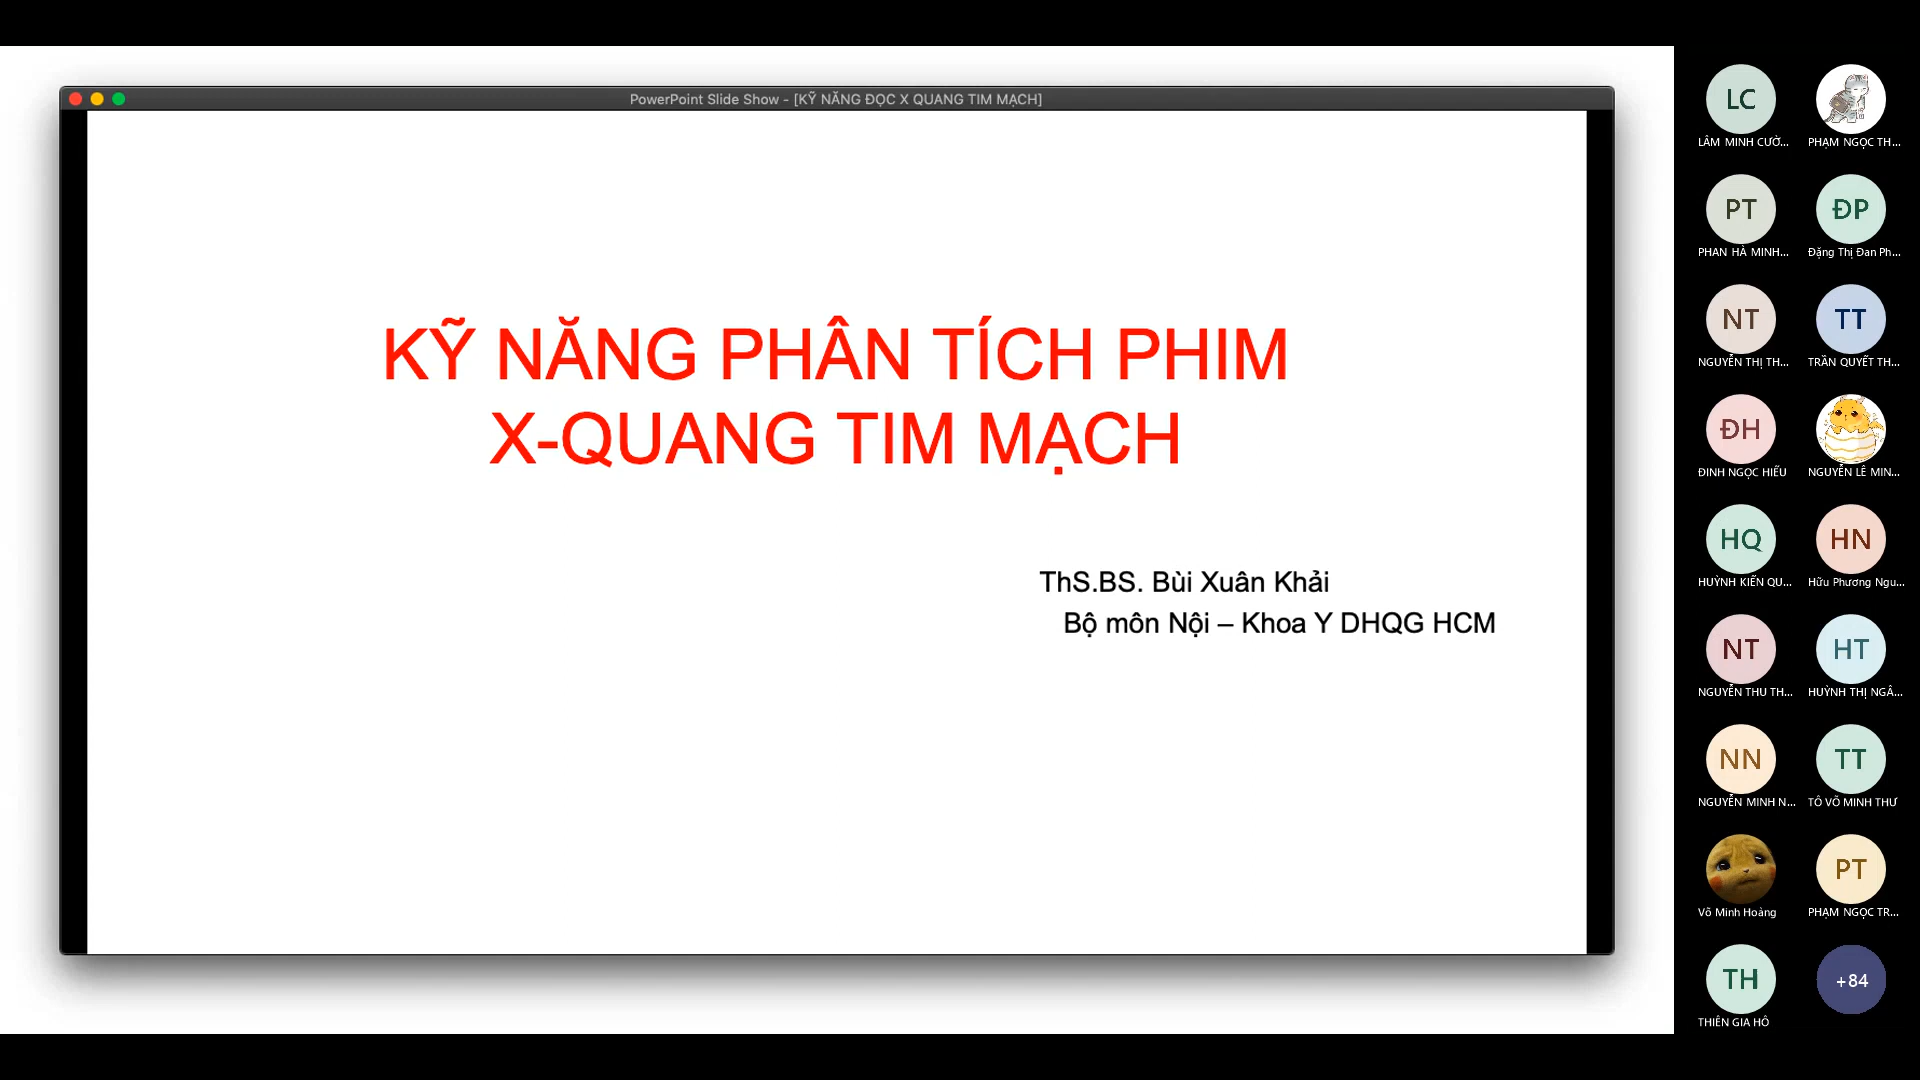 PowerPoint Slide Show - [KỸ NĂNG ĐỌC X QUANG TIM MẠCH]
KỸ NĂNG PHÂN TÍCH PHIM
X-QUANG TIM MẠCH
ThS.BS. Bùi Xuân Khải
Bộ môn Nội – Khoa Y DHQG HCM
LC
LÂM MINH CƯỜ...
PHẠM NGỌC TH...
PT
PHAN HÀ MINH...
ĐP
Đặng Thị Đan Ph...
NT
NGUYỄN THỊ TH...
TT
TRẦN QUYẾT TH...
ĐH
ĐINH NGỌC HIẾU
NGUYỄN LÊ MIN...
HQ
HUỲNH KIẾN QU...
HN
Hữu Phương Ngu...
NT
NGUYỄN THU TH...
HT
HUỲNH THỊ NGÂ...
NN
NGUYỄN MINH N...
TT
TÔ VÕ MINH THƯ
Võ Minh Hoàng
PT
PHẠM NGỌC TR...
TH
THIÊN GIA HỒ
+84